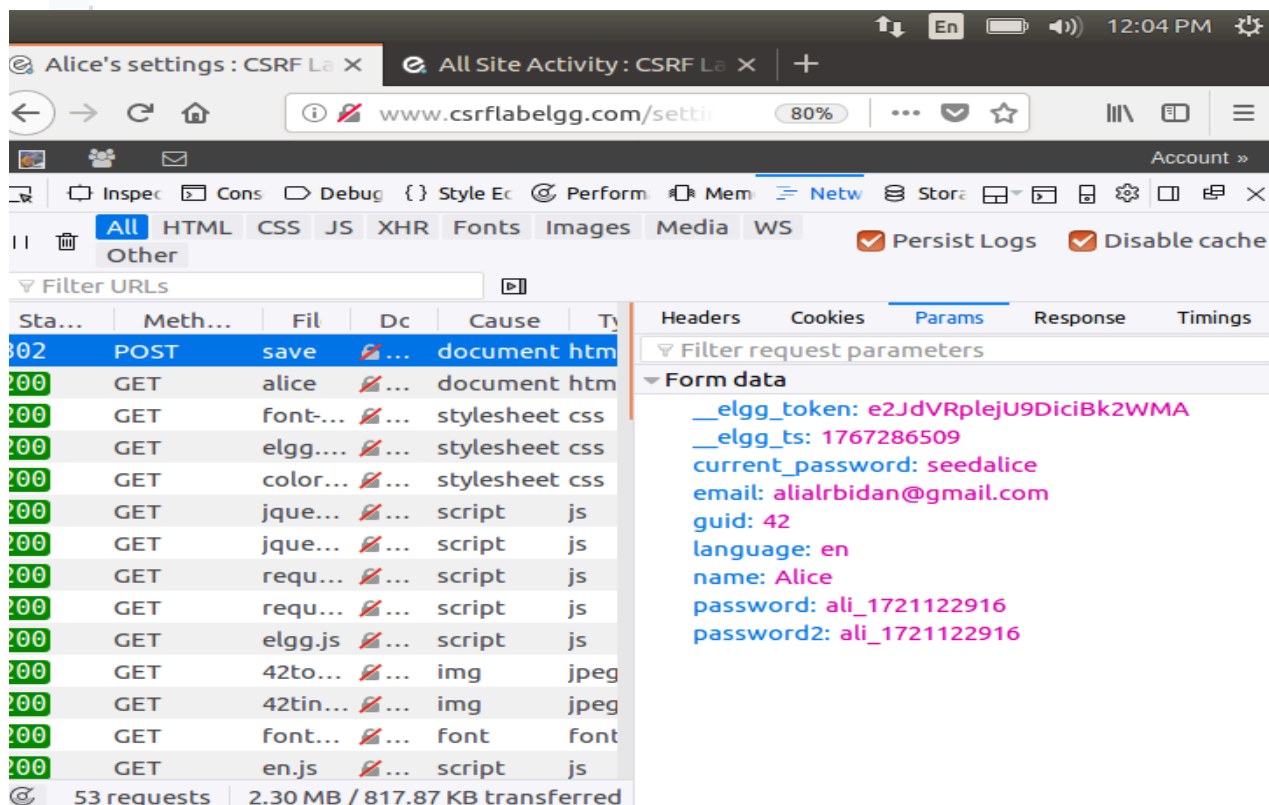 En 12:04 PM
Alice's settings : CSRF La All Site Activity : CSRF La
www.csrflabelgg.com/settin 80%
Account »
Inspec Cons Debug Style Ec Perform Mem Netw Stora
All HTML CSS JS XHR Fonts Images Media WS
Other
Persist Logs Disable cache
Filter URLs
Sta... Meth... Fil Dc Cause Ty
302 POST save ... document htm
200 GET alice ... document htm
200 GET font-... ... stylesheet css
200 GET elgg.... ... stylesheet css
200 GET color... ... stylesheet css
200 GET jque... ... script js
200 GET jque... ... script js
200 GET requ... ... script js
200 GET requ... ... script js
200 GET elgg.js ... script js
200 GET 42to... ... img jpeg
200 GET 42tin... ... img jpeg
200 GET font... ... font font
200 GET en.js ... script js
53 requests 2.30 MB / 817.87 KB transferred
Headers Cookies Params Response Timings
Filter request parameters
Form data
__elgg_token: e2JdVRplejU9DiciBk2WMA
__elgg_ts: 1767286509
current_password: seedalice
email: alialrbidan@gmail.com
guid: 42
language: en
name: Alice
password: ali_1721122916
password2: ali_1721122916